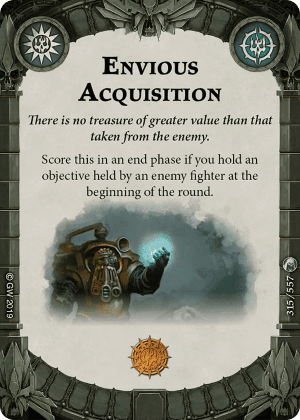 ENVIOUS
ACQUISITION
There is no treasure of greater value than that
taken from the enemy.
Score this in an end phase if you hold an
objective held by an enemy fighter at the
beginning of the round.
© GW 2019
315/557